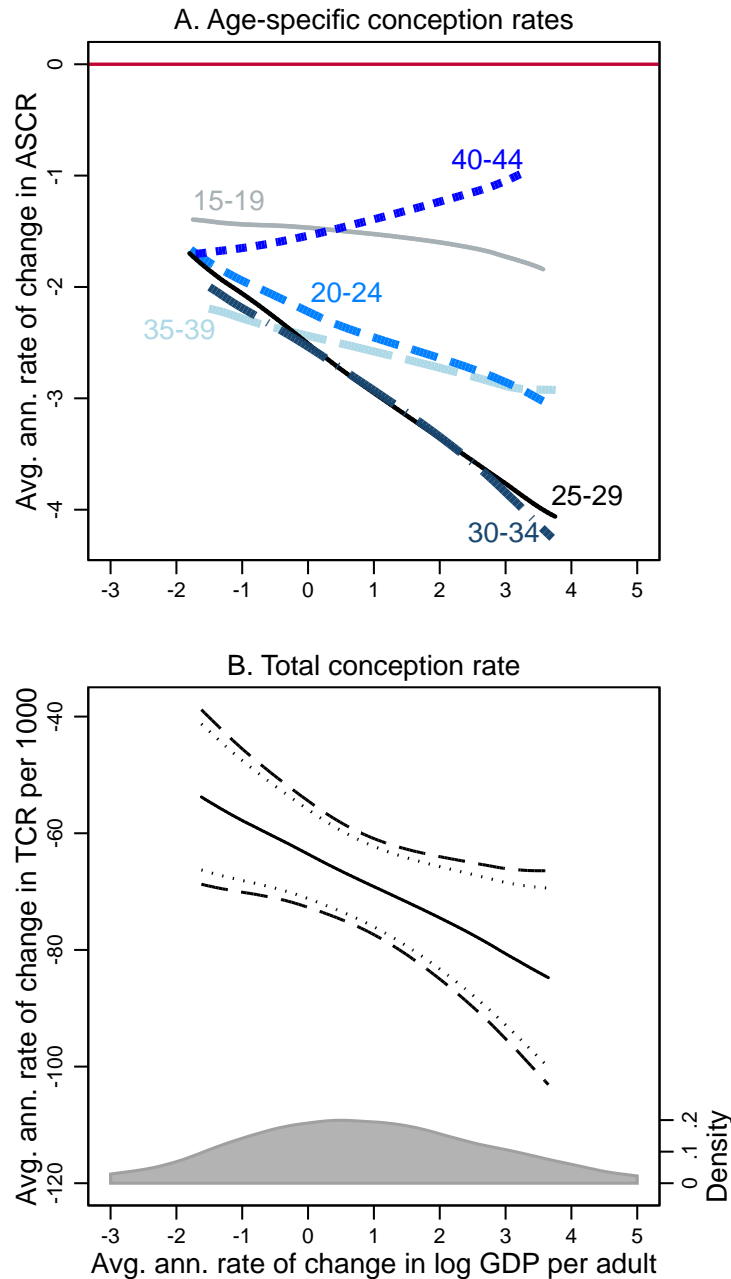 A. Age-specific conception rates
Avg. ann. rate of change in ASCR
0
-1
-2
-3
-4
40-44
15-19
20-24
35-39
25-29
30-34
-3 -2 -1 0 1 2 3 4 5
B. Total conception rate
Avg. ann. rate of change in TCR per 1000
-40
-60
-80
-100
-120
.2
.1
0
Density
-3 -2 -1 0 1 2 3 4 5
Avg. ann. rate of change in log GDP per adult